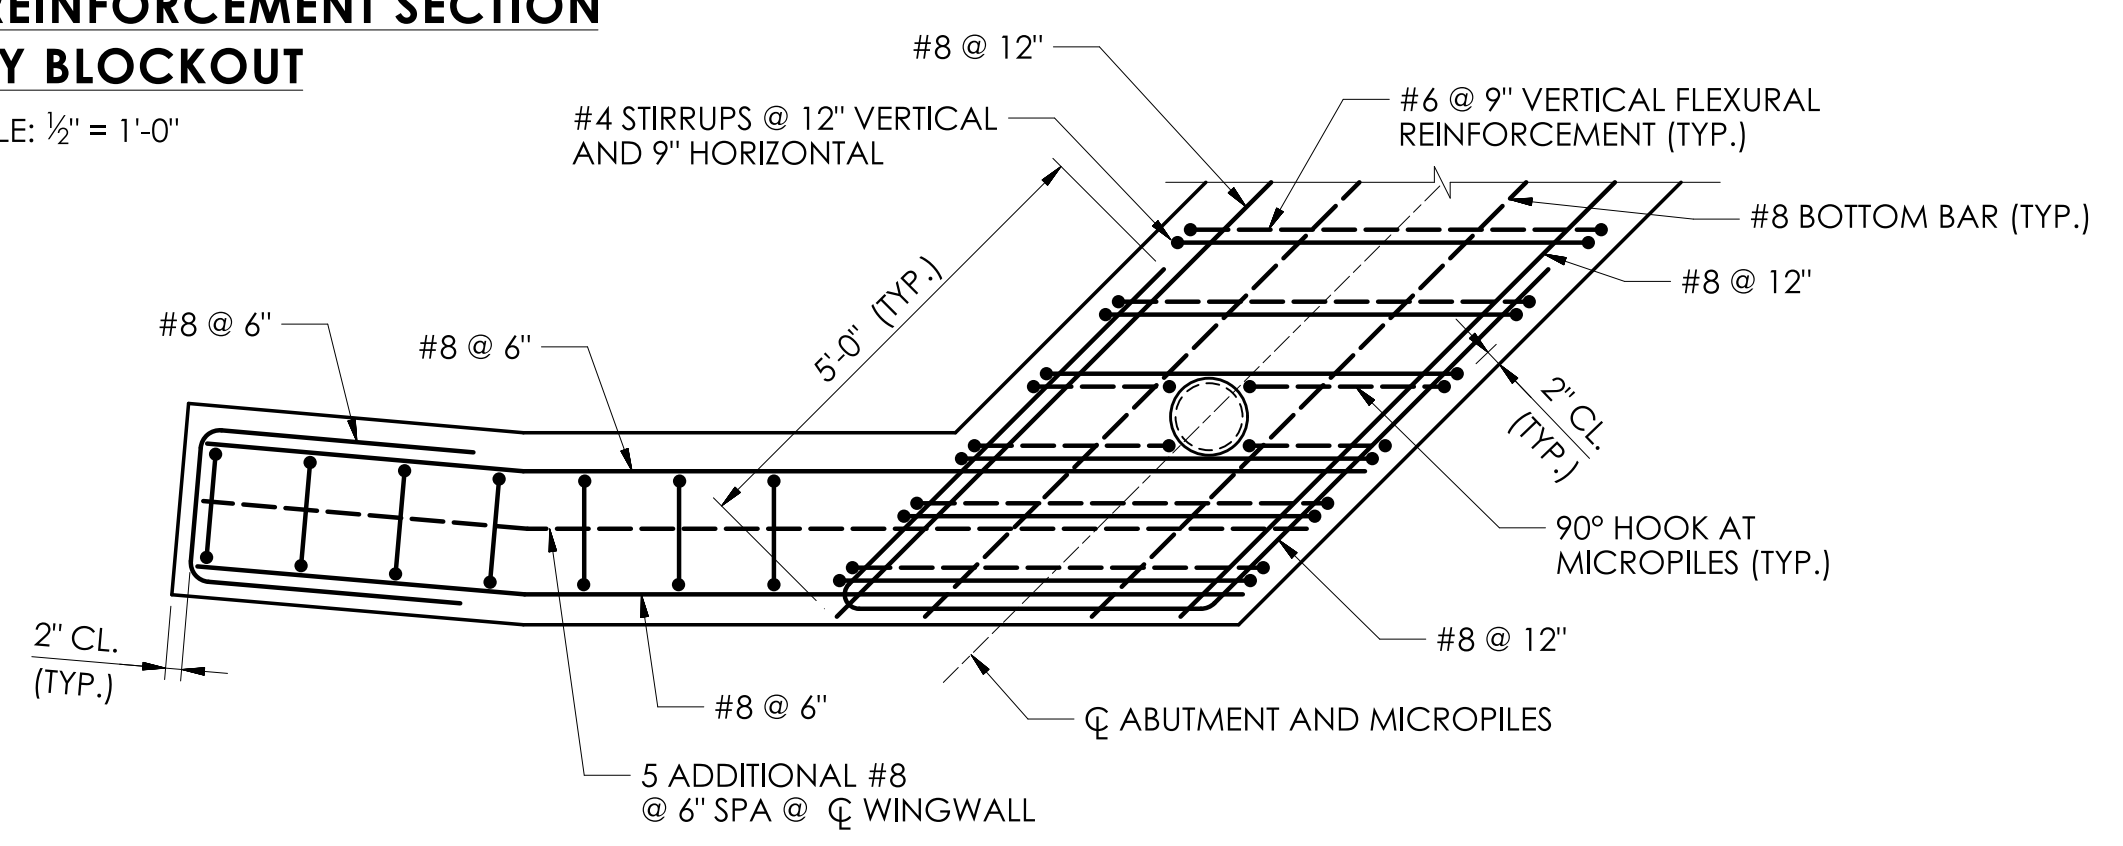 REINFORCEMENT SECTION
Y BLOCKOUT
LE: ½" = 1'-0"
#8 @ 12"
#4 STIRRUPS @ 12" VERTICAL
AND 9" HORIZONTAL
#6 @ 9" VERTICAL FLEXURAL
REINFORCEMENT (TYP.)
#8 BOTTOM BAR (TYP.)
#8 @ 12"
5'-0" (TYP.)
#8 @ 6"
#8 @ 6"
2" CL.
(TYP.)
90° HOOK AT
MICROPILES (TYP.)
#8 @ 12"
2" CL.
(TYP.)
#8 @ 6"
℄ ABUTMENT AND MICROPILES
5 ADDITIONAL #8
@ 6" SPA @ ℄ WINGWALL